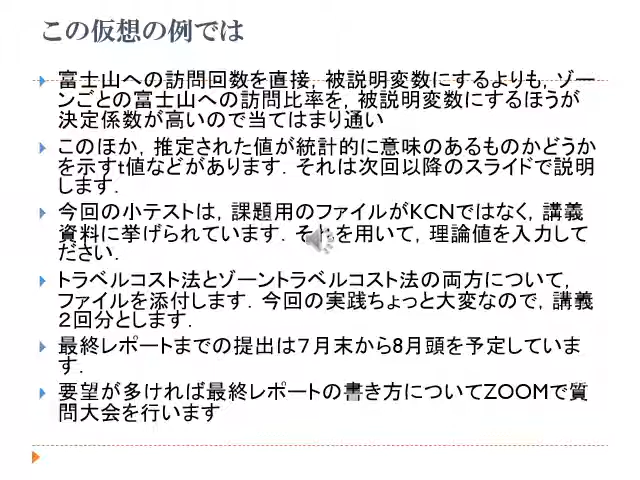 この仮想の例では
富士山への訪問回数を直接，被説明変数にするよりも，ゾー
ンごとの富士山への訪問比率を，被説明変数にするほうが
決定係数が高いので当てはまり通い
このほか，推定された値が統計的に意味のあるものかどうか
を示すt値などがあります．それは次回以降のスライドで説明
します．
今回の小テストは，課題用のファイルがKCNではなく，講義
資料に挙げられています．それを用いて，理論値を入力して
ださい．
トラベルコスト法とゾーントラベルコスト法の両方について，
ファイルを添付します．今回の実践ちょっと大変なので，講義
２回分とします．
最終レポートまでの提出は７月末から8月頭を予定していま
す．
要望が多ければ最終レポートの書き方についてZOOMで質
問大会を行います